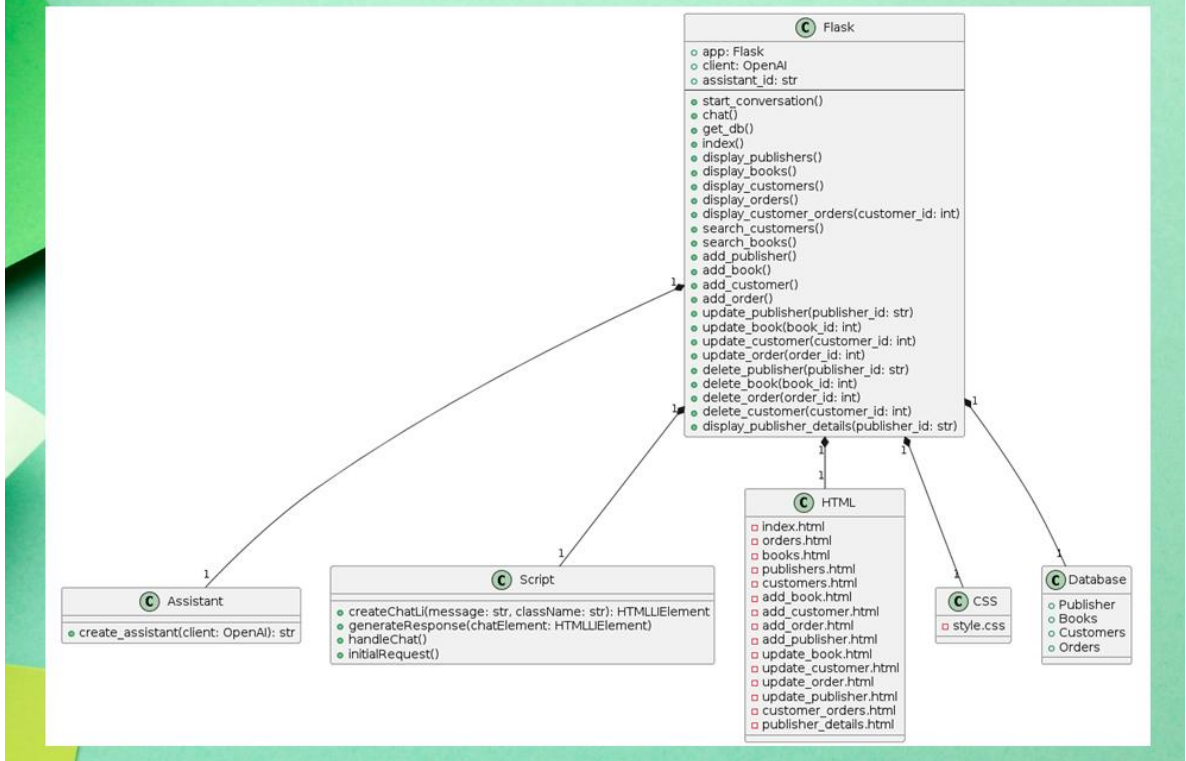 C Flask
app: Flask
client: OpenAI
assistant_id: str
start_conversation()
chat()
get_db()
index()
display_publishers()
display_books()
display_customers()
display_orders()
display_customer_orders(customer_id: int)
search_customers()
search_books()
add_publisher()
add_book()
add_customer()
add_order()
update_publisher(publisher_id: str)
update_book(book_id: int)
update_customer(customer_id: int)
update_order(order_id: int)
delete_publisher(publisher_id: str)
delete_book(book_id: int)
delete_order(order_id: int)
delete_customer(customer_id: int)
display_publisher_details(publisher_id: str)
1
1
1
1
1
1
1
1
1
1
C Assistant
create_assistant(client: OpenAI): str
C Script
createChatLi(message: str, className: str): HTMLLIElement
generateResponse(chatElement: HTMLLIElement)
handleChat()
initialRequest()
C HTML
index.html
orders.html
books.html
publishers.html
customers.html
add_book.html
add_customer.html
add_order.html
add_publisher.html
update_book.html
update_customer.html
update_order.html
update_publisher.html
customer_orders.html
publisher_details.html
C CSS
style.css
C Database
Publisher
Books
Customers
Orders